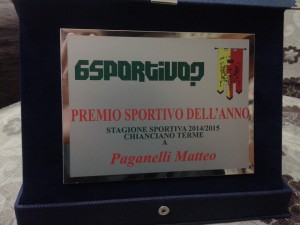 6SPORTIVO?
PREMIO SPORTIVO DELL'ANNO
STAGIONE SPORTIVA 2014/2015
CHIANCIANO TERME
A
Paganelli Matteo